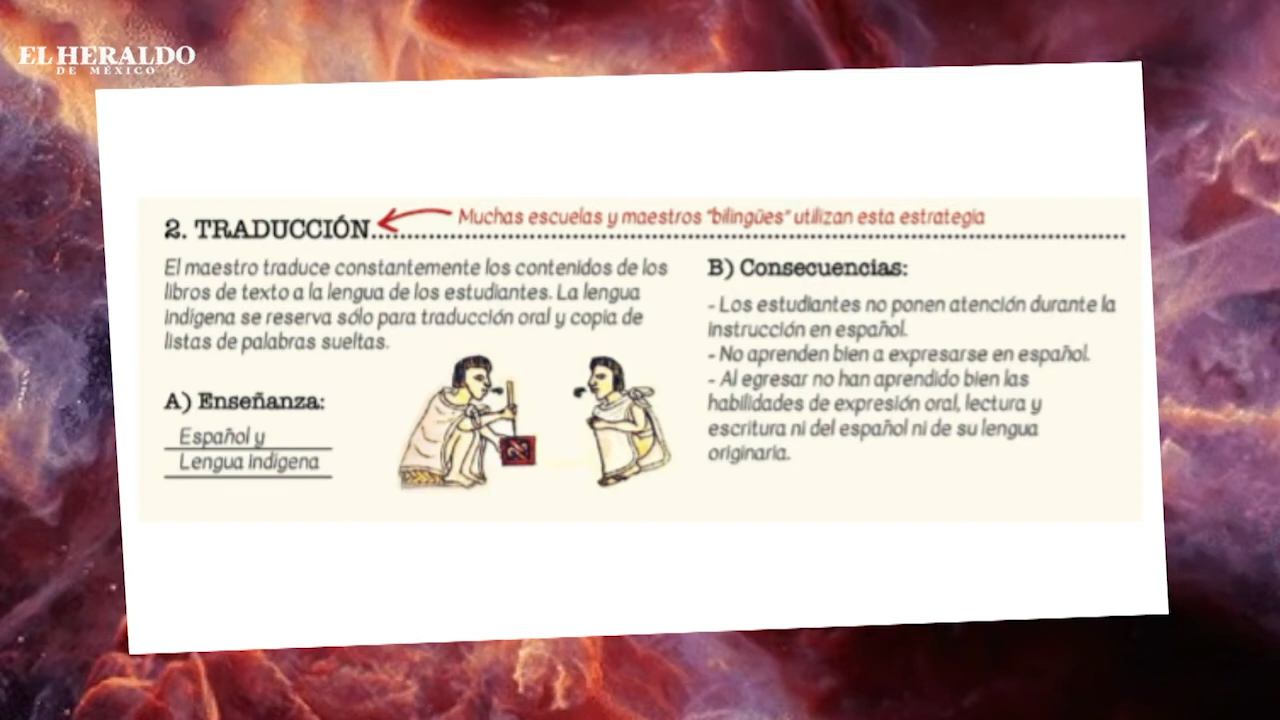 EL HERALDO
DE MÉXICO
2. TRADUCCIÓN
Muchas escuelas y maestros "bilingües" utilizan esta estrategia
El maestro traduce constantemente los contenidos de los
libros de texto a la lengua de los estudiantes. La lengua
indígena se reserva sólo para traducción oral y copia de
listas de palabras sueltas.
A) Enseñanza:
Español y
Lengua Indígena
B) Consecuencias:
- Los estudiantes no ponen atención durante la
instrucción en español.
- No aprenden bien a expresarse en español.
- Al egresar no han aprendido bien las
habilidades de expresión oral, lectura y
escritura ni del español ni de su lengua
originaria.